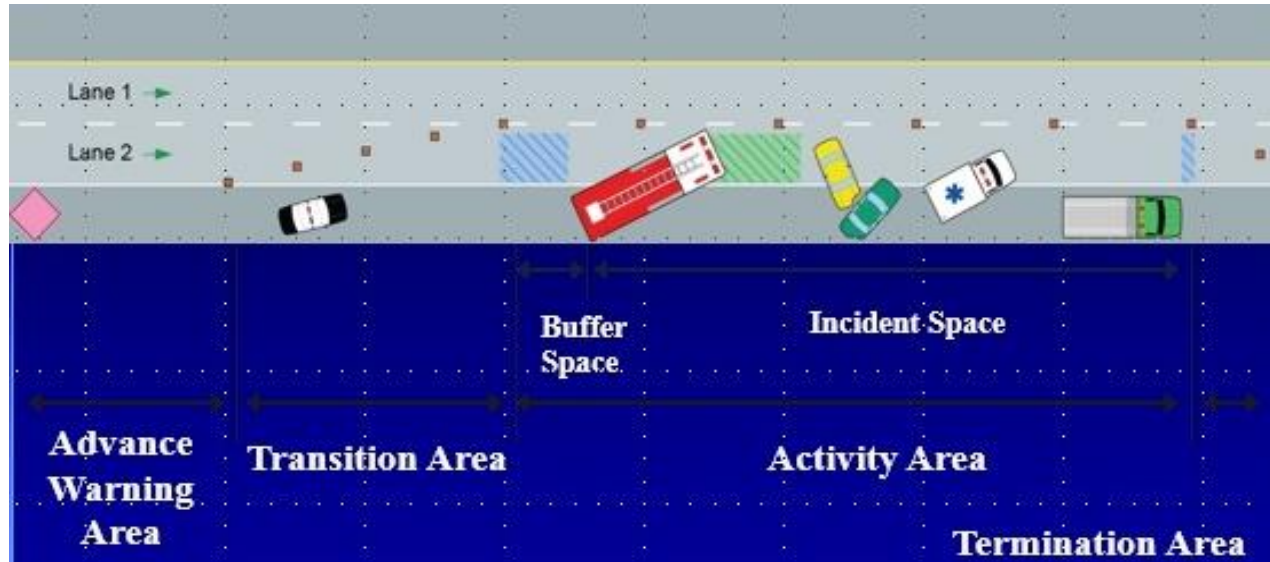 Lane 1
Lane 2
Buffer
Space
Incident Space
Advance
Warning
Area
Transition Area
Activity Area
Termination Area